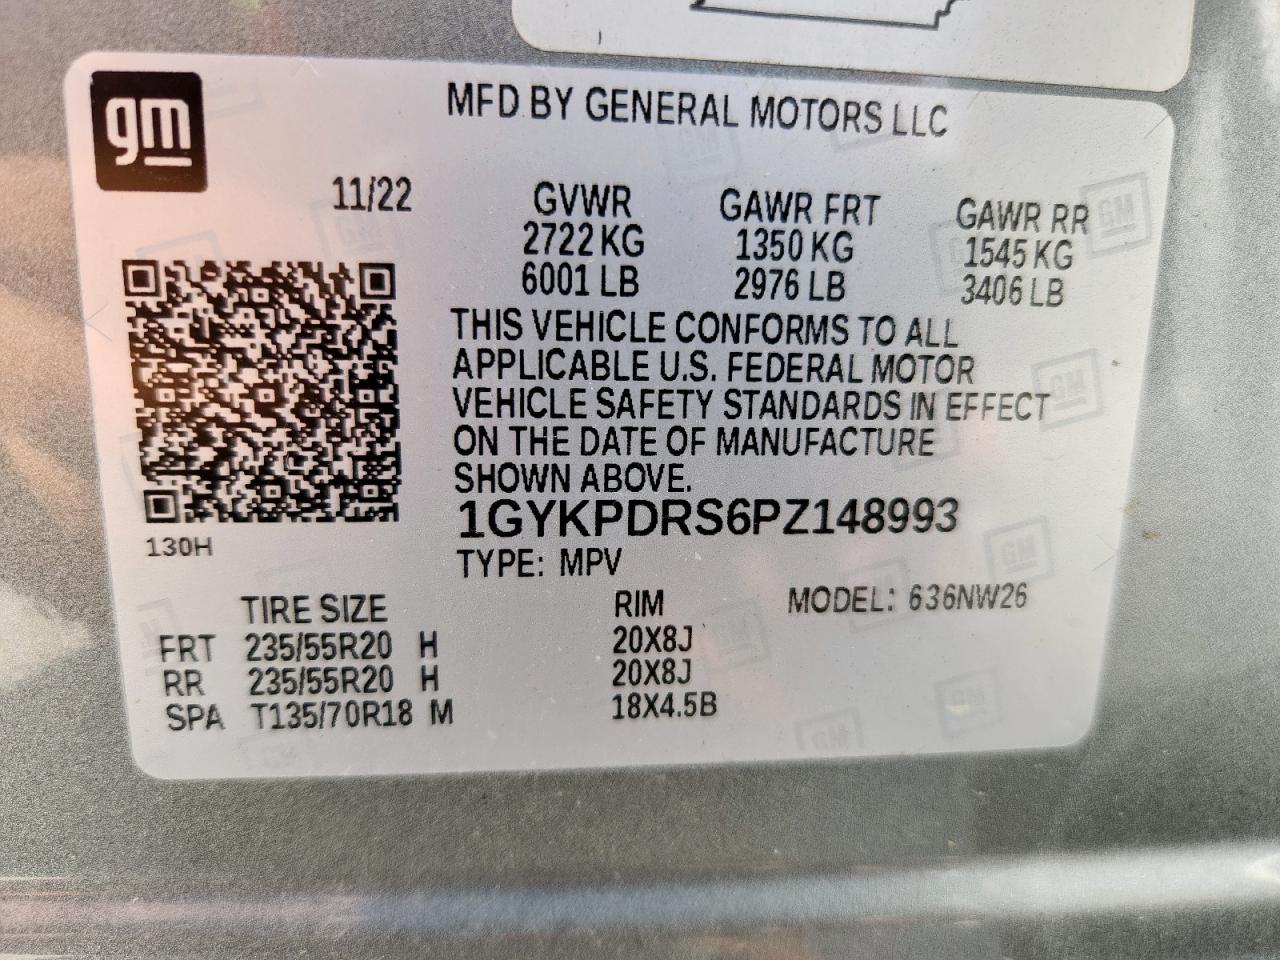 gm
MFD BY GENERAL MOTORS LLC
11/22
GVWR GAWR FRT GAWR RR
2722 KG 1350 KG 1545 KG
6001 LB 2976 LB 3406 LB
THIS VEHICLE CONFORMS TO ALL
APPLICABLE U.S. FEDERAL MOTOR
VEHICLE SAFETY STANDARDS IN EFFECT
ON THE DATE OF MANUFACTURE
SHOWN ABOVE.
1GYKPDRS6PZ148993
130H
TYPE: MPV
TIRE SIZE RIM MODEL: 636NW26
FRT 235/55R20 H 20X8J
RR 235/55R20 H 20X8J
SPA T135/70R18 M 18X4.5B